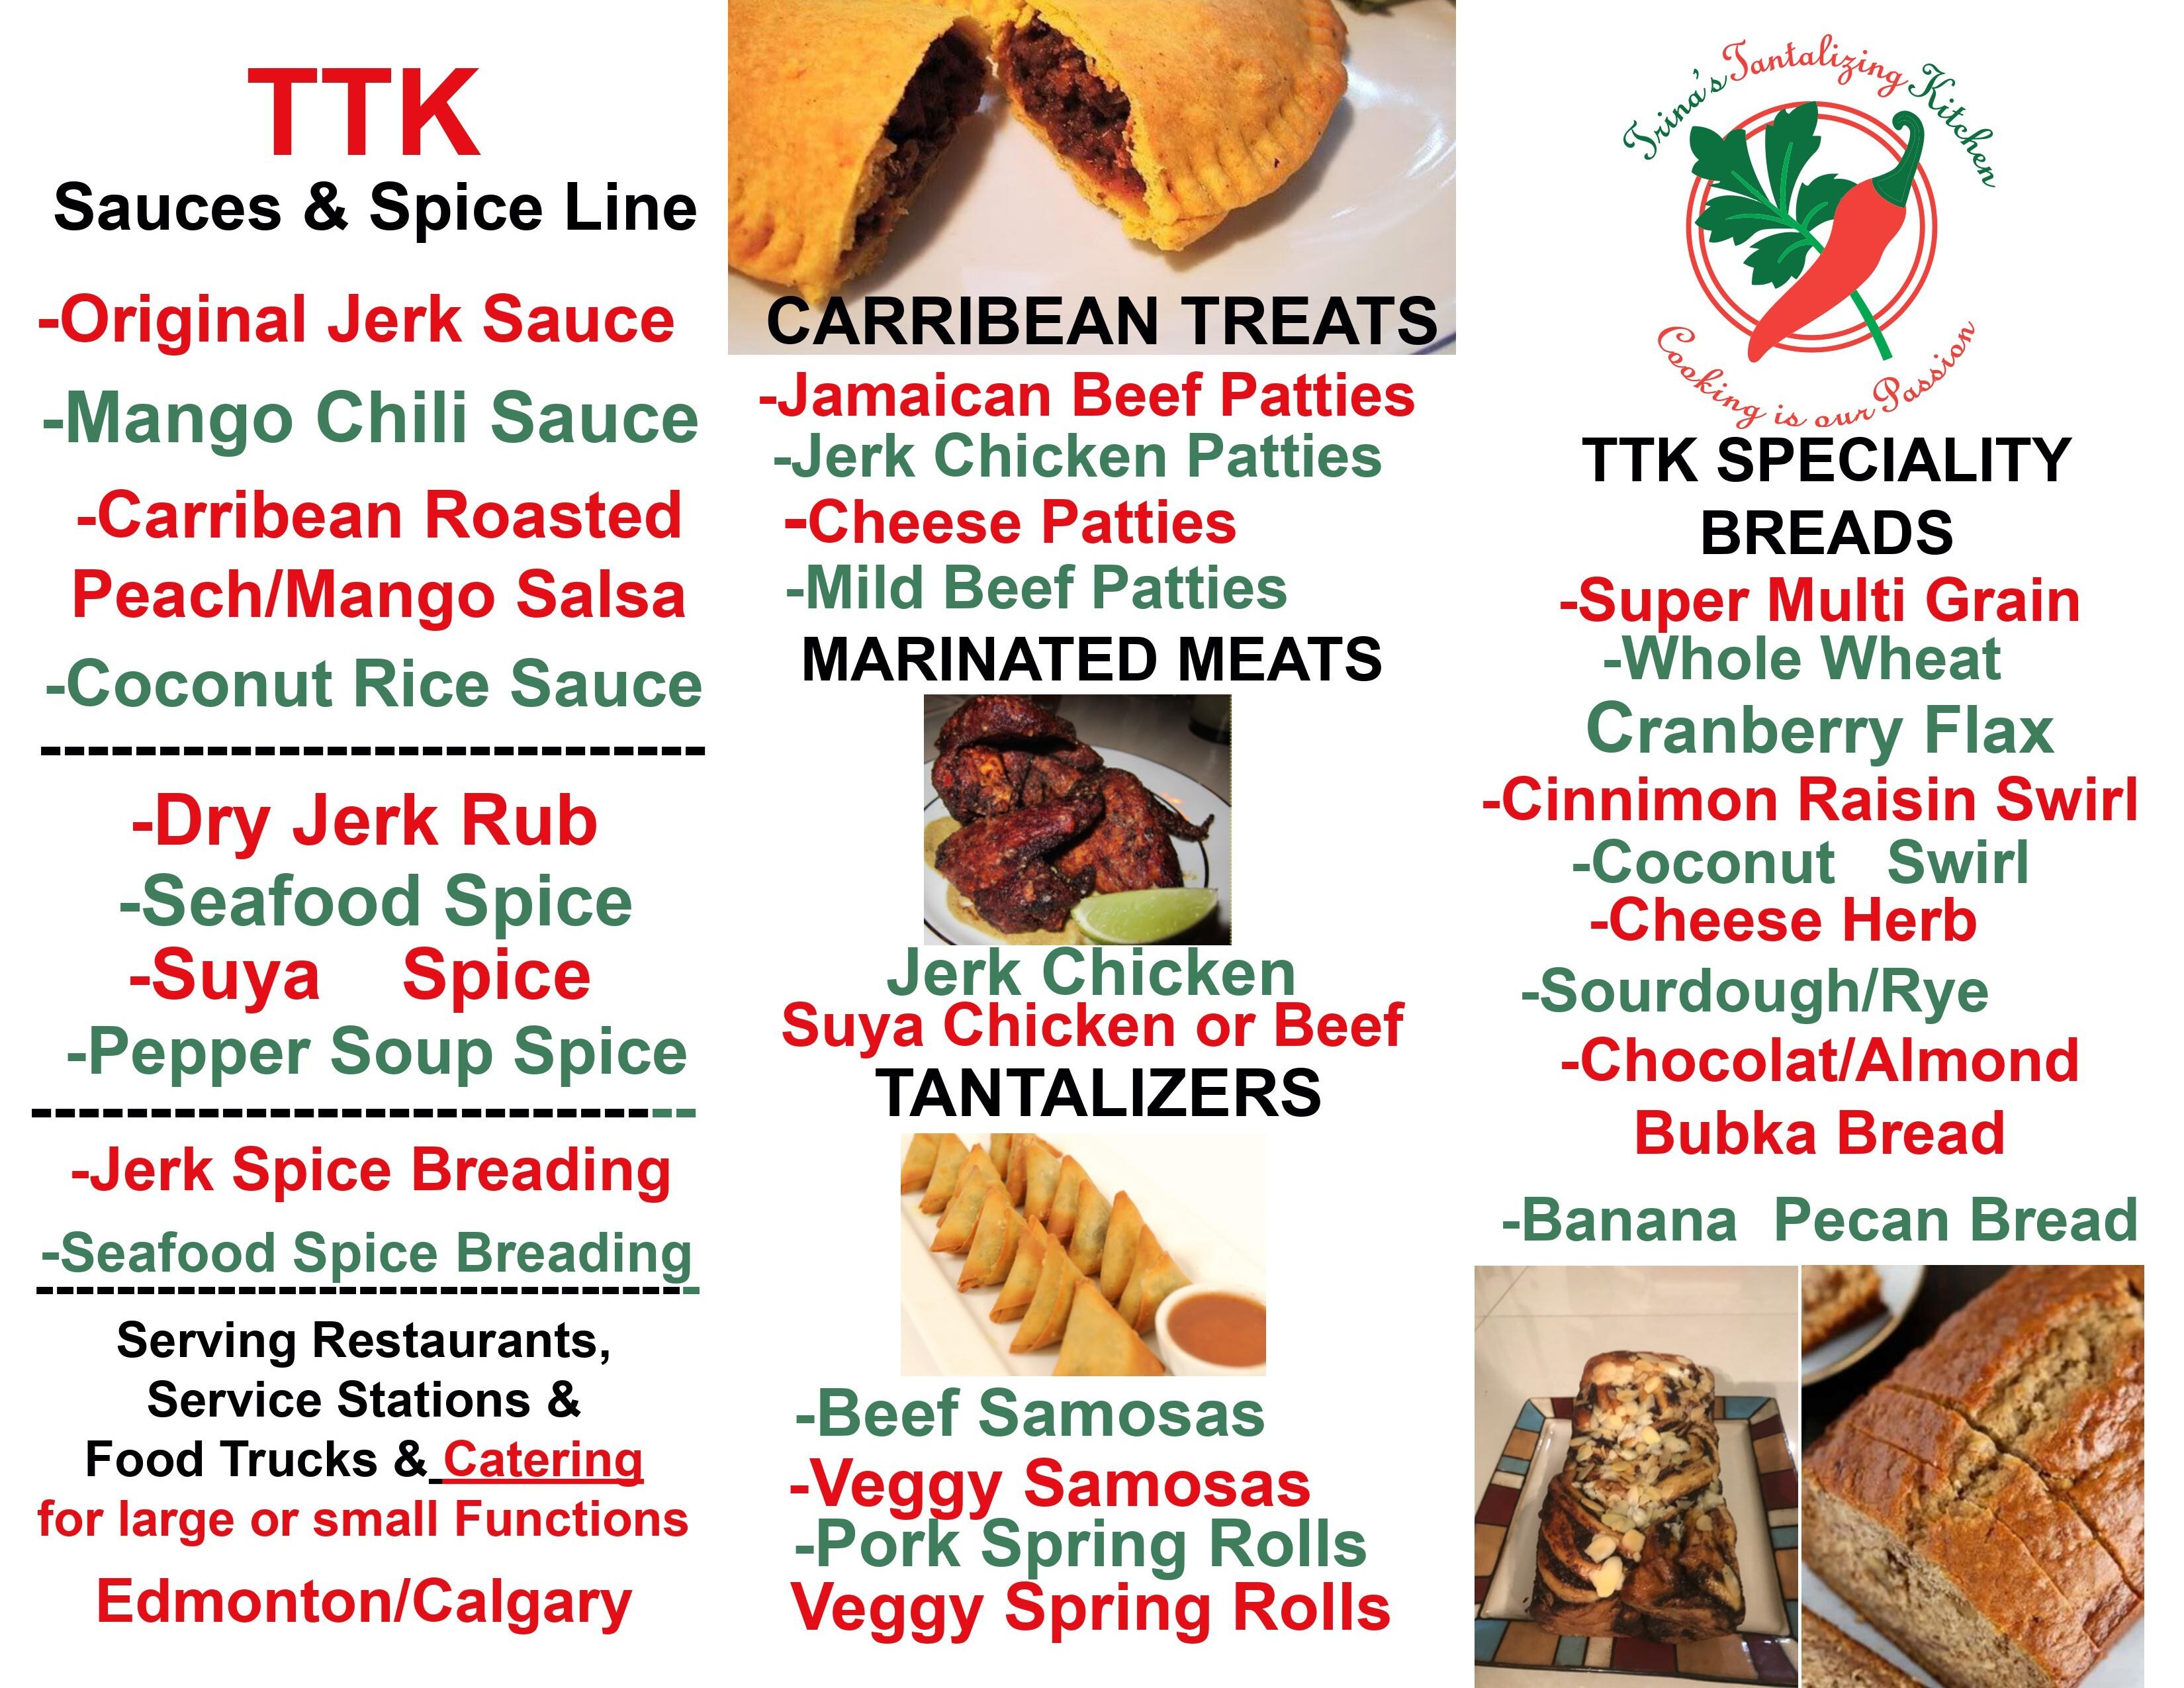 TTK
Sauces & Spice Line
-Original Jerk Sauce
-Mango Chili Sauce
-Carribean Roasted
Peach/Mango Salsa
-Coconut Rice Sauce
----------------------------
-Dry Jerk Rub
-Seafood Spice
-Suya Spice
-Pepper Soup Spice
----------------------------
-Jerk Spice Breading
-Seafood Spice Breading
---------------------------------
Serving Restaurants,
Service Stations &
Food Trucks & Catering
for large or small Functions
Edmonton/Calgary
CARRIBEAN TREATS
-Jamaican Beef Patties
-Jerk Chicken Patties
-Cheese Patties
-Mild Beef Patties
MARINATED MEATS
Jerk Chicken
Suya Chicken or Beef
TANTALIZERS
-Beef Samosas
-Veggy Samosas
-Pork Spring Rolls
Veggy Spring Rolls
Trina's Tantalizing Kitchen
Cooking is our Passion
TTK SPECIALITY
BREADS
-Super Multi Grain
-Whole Wheat
Cranberry Flax
-Cinnimon Raisin Swirl
-Coconut Swirl
-Cheese Herb
-Sourdough/Rye
-Chocolat/Almond
Bubka Bread
-Banana Pecan Bread